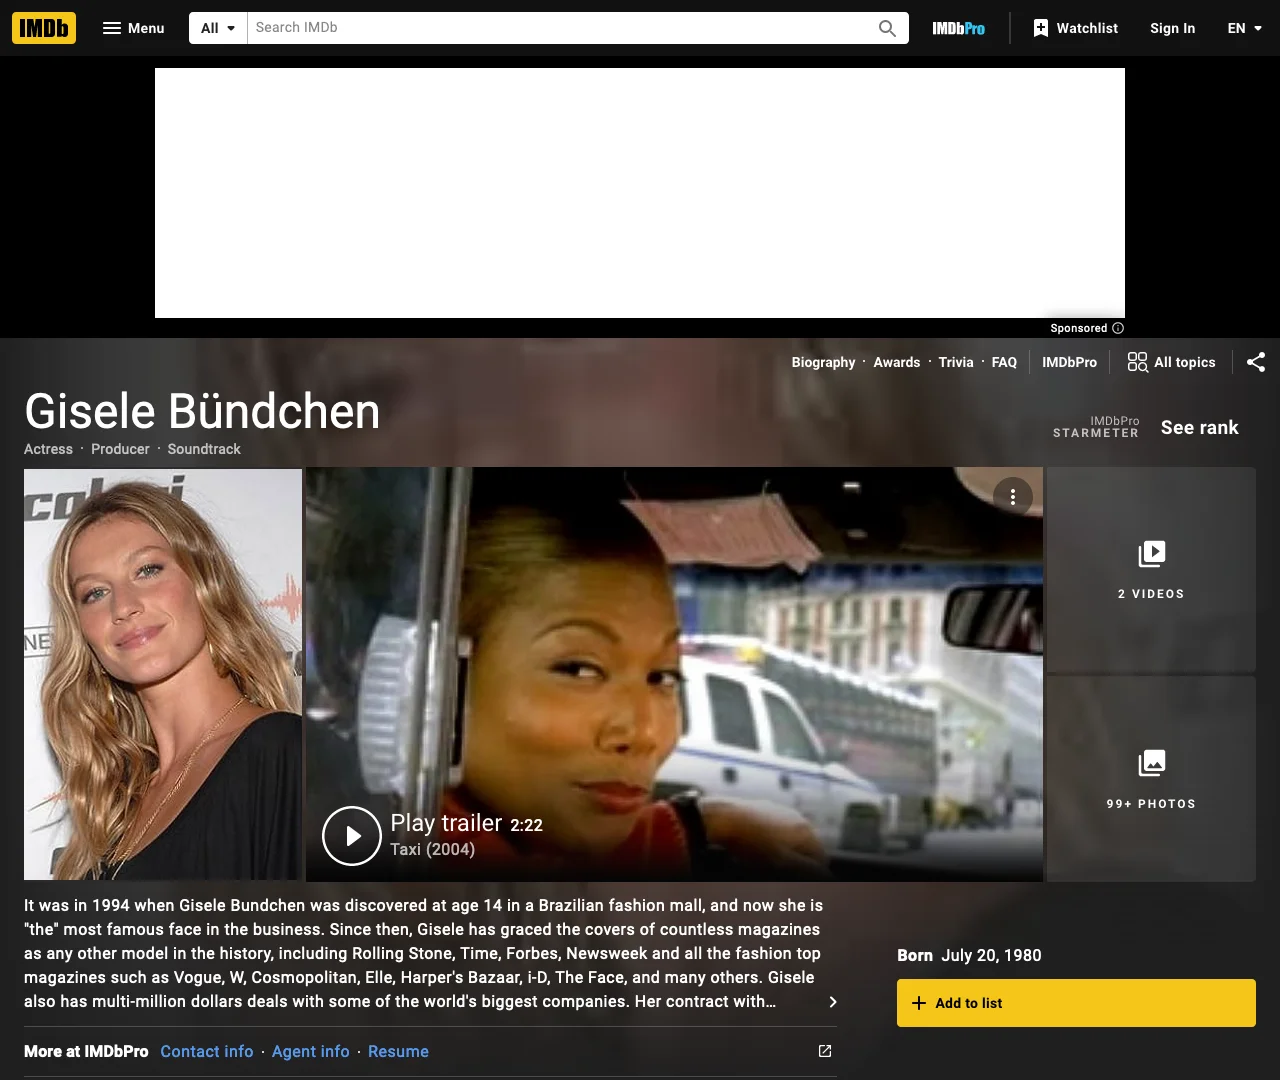 IMDb
Menu
All
Search IMDb
IMDbPro
Watchlist
Sign In
EN
Sponsored
Biography · Awards · Trivia · FAQ
IMDbPro
All topics
Gisele Bündchen
Actress · Producer · Soundtrack
IMDbPro
STARMETER
See rank
2 VIDEOS
99+ PHOTOS
Play trailer 2:22
Taxi (2004)
It was in 1994 when Gisele Bundchen was discovered at age 14 in a Brazilian fashion mall, and now she is
"the" most famous face in the business. Since then, Gisele has graced the covers of countless magazines
as any other model in the history, including Rolling Stone, Time, Forbes, Newsweek and all the fashion top
magazines such as Vogue, W, Cosmopolitan, Elle, Harper's Bazaar, i-D, The Face, and many others. Gisele
also has multi-million dollars deals with some of the world's biggest companies. Her contract with…
Born July 20, 1980
Add to list
More at IMDbPro Contact info · Agent info · Resume